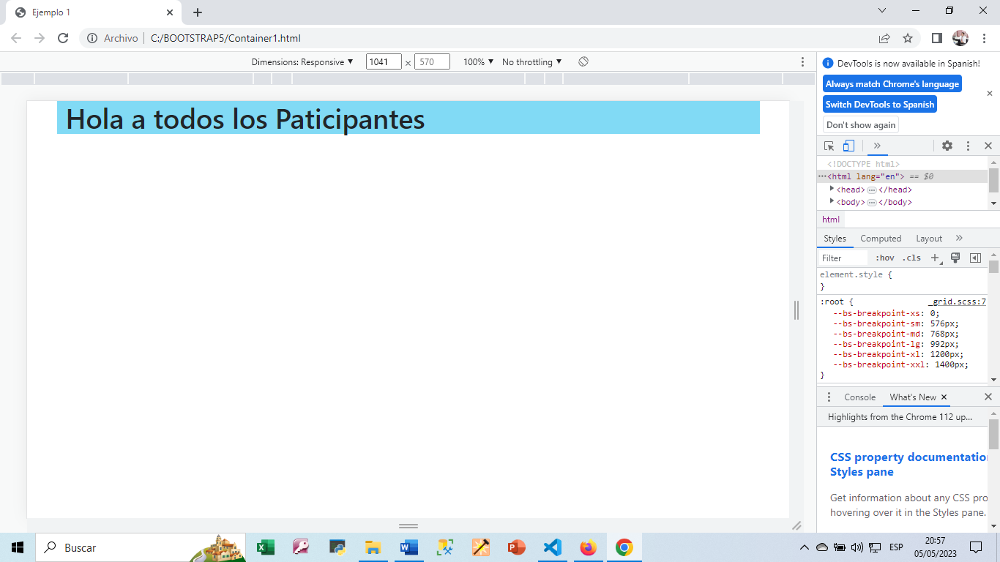 Ejemplo 1
Archivo C:/BOOTSTRAP5/Container1.html
Dimensions: Responsive 1041 x 570 100% No throttling
Hola a todos los Paticipantes
DevTools is now available in Spanish!
Always match Chrome's language
Switch DevTools to Spanish
Don't show again
<!DOCTYPE html>
<html lang="en"> == $0
<head> </head>
<body> </body>
html
Styles Computed Layout
Filter :hov .cls
element.style {
}
:root { _grid.scss:7
--bs-breakpoint-xs: 0;
--bs-breakpoint-sm: 576px;
--bs-breakpoint-md: 768px;
--bs-breakpoint-lg: 992px;
--bs-breakpoint-xl: 1200px;
--bs-breakpoint-xxl: 1400px;
}
Console What's New
Highlights from the Chrome 112 up...
CSS property documentatio
Styles pane
Get information about any CSS pro
hovering over it in the Styles pane.
Buscar
ESP
20:57
05/05/2023